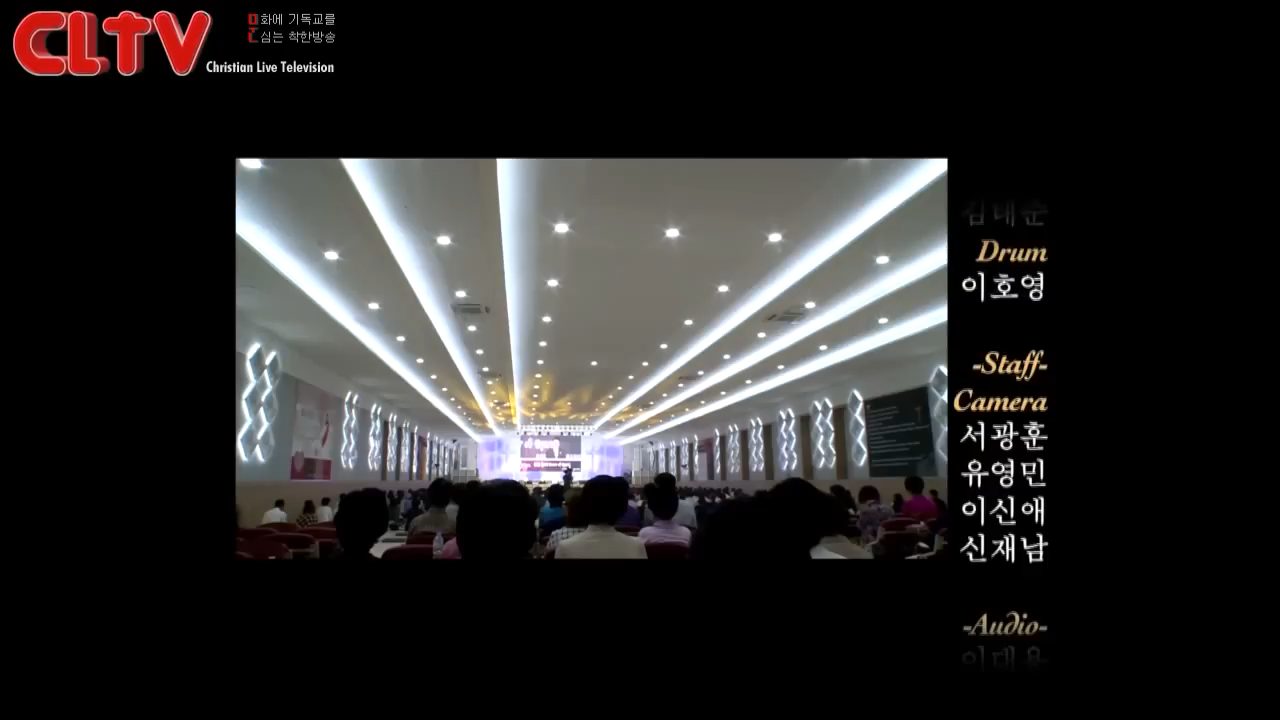 CLTV
문화에 기독교를
심는 착한방송
Christian Live Television
Drum
이호영
-Staff-
Camera
서광훈
유영민
이신애
신재남
-Audio-